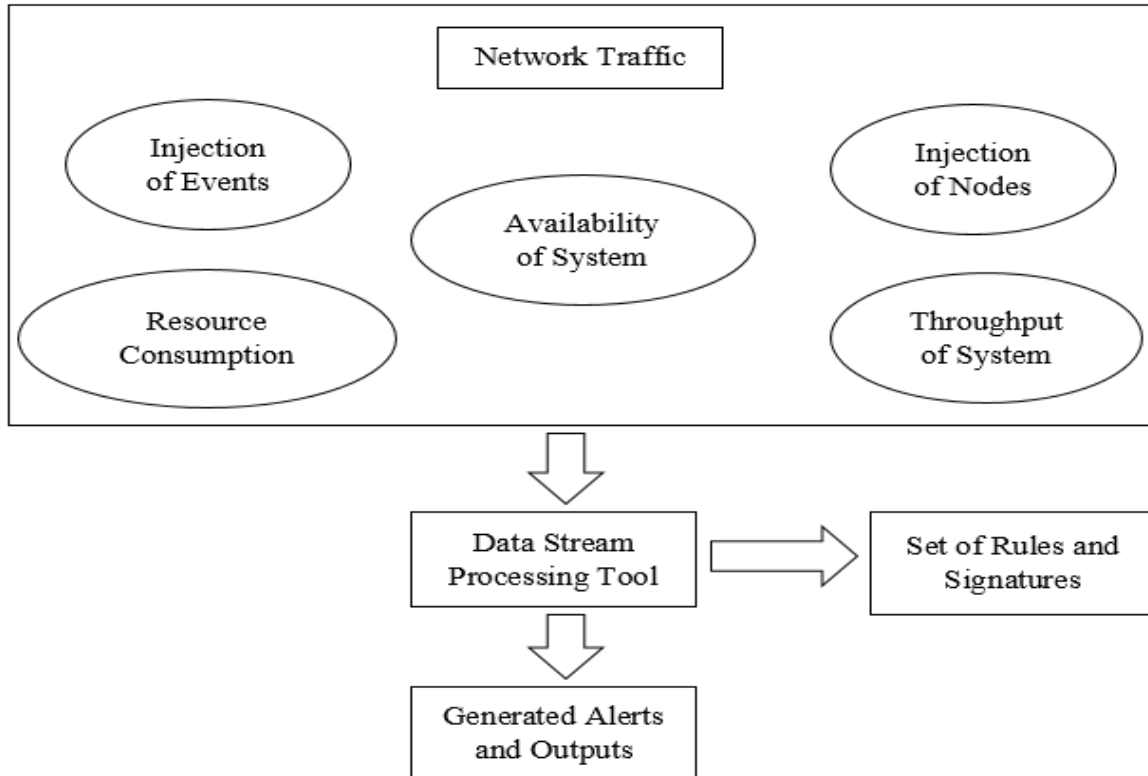 Network Traffic
Injection
of Events
Injection
of Nodes
Availability
of System
Resource
Consumption
Throughput
of System
Data Stream
Processing Tool
Set of Rules and
Signatures
Generated Alerts
and Outputs